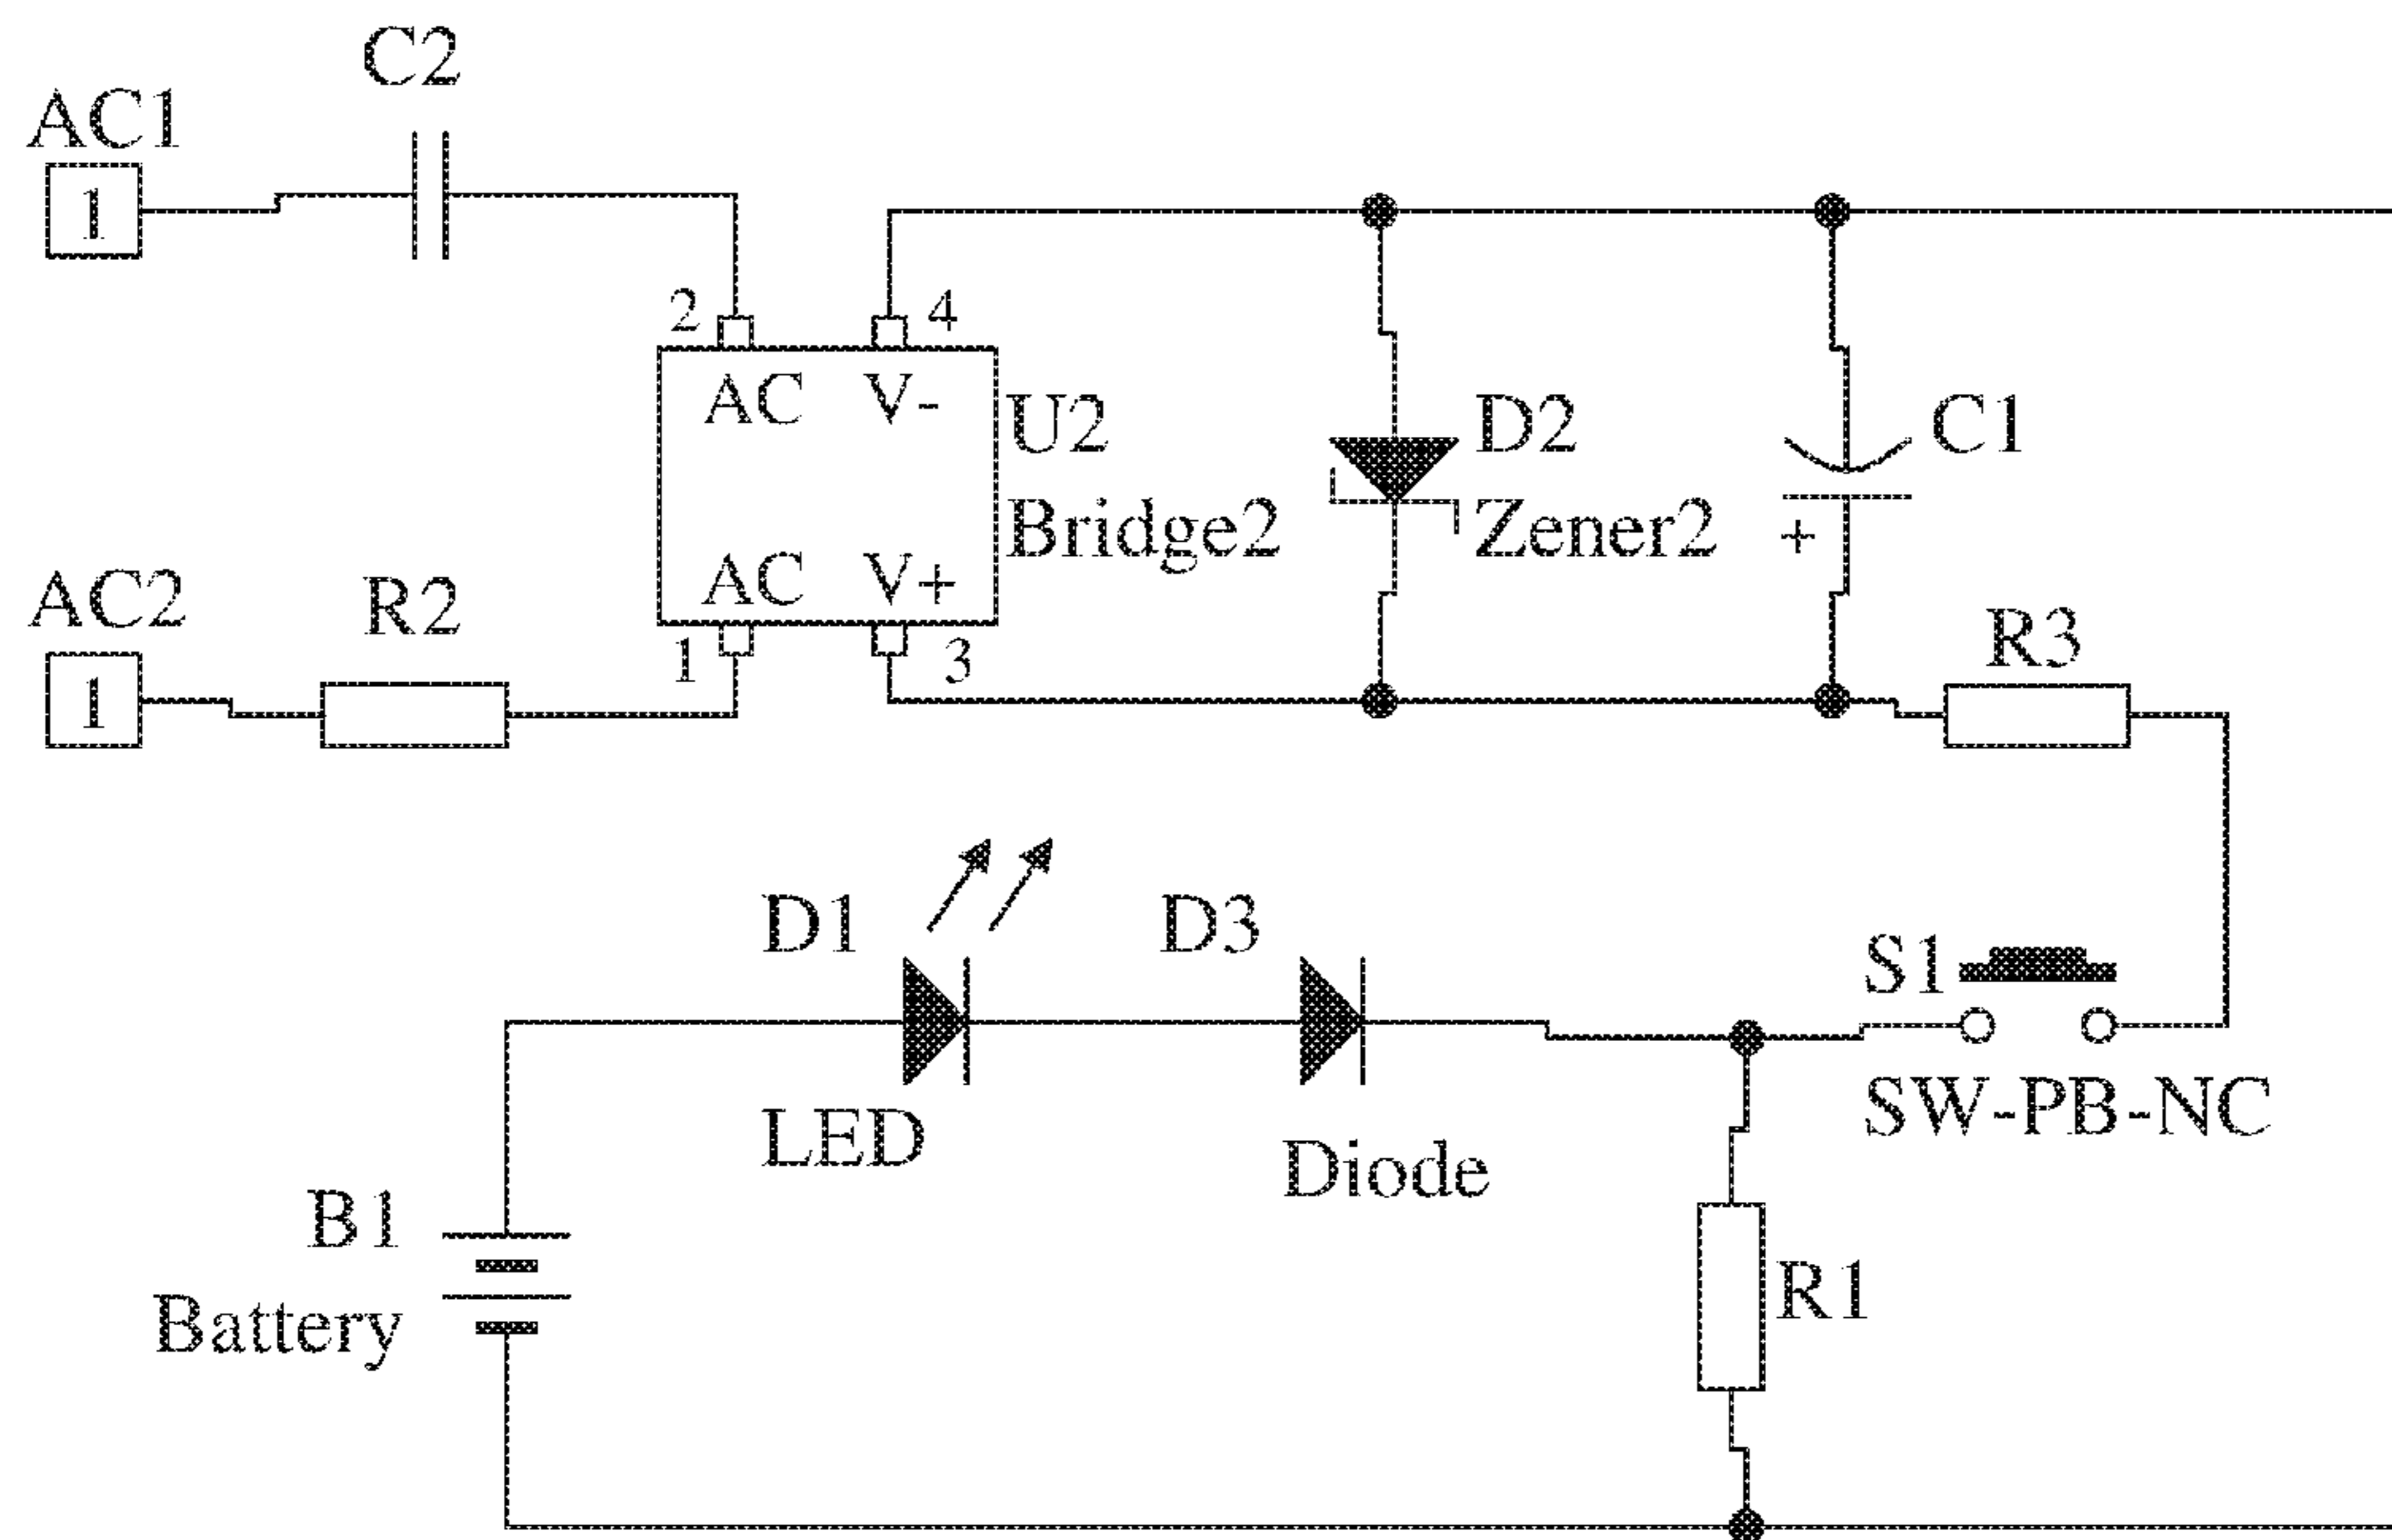 C2
AC1
1
2
4
AC V-
U2
D2
C1
Bridge2
Zener2
+
AC V+
AC2
R2
1
3
R3
1
D1
D3
S1
LED
SW-PB-NC
Diode
B1
R1
Battery